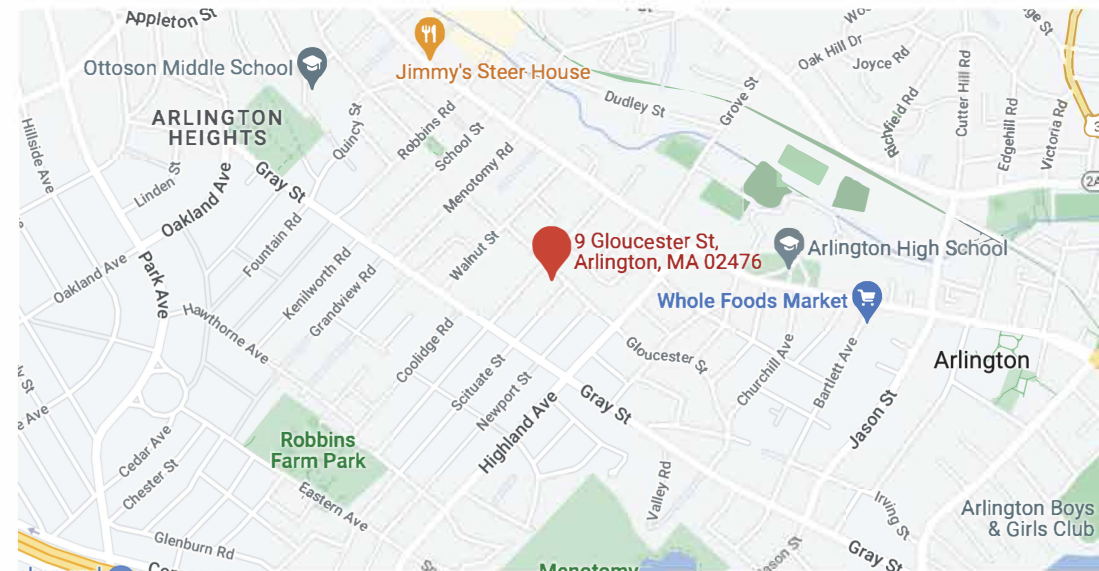 Appleton St
Ottoson Middle School
Jimmy's Steer House
ARLINGTON
HEIGHTS
Hillside Ave
Quincy St
Robbins Rd
School St
Menotomy Rd
Dudley St
Grove St
Oak Hill Dr
Joyce Rd
Richfield Rd
Cutter Hill Rd
Edgehill Rd
Victoria Rd
3
2A
Linden St
Gray St
Oakland Ave
Oakland Ave
Park Ave
Fountain Rd
Kenilworth Rd
Grandview Rd
Walnut St
9 Gloucester St,
Arlington, MA 02476
Arlington High School
Whole Foods Market
Hawthorne Ave
Coolidge Rd
Scituate St
Newport St
Highland Ave
Gloucester St
Gray St
Churchill Ave
Bartlett Ave
Jason St
Arlington
Robbins
Farm Park
Cedar Ave
Chester St
Eastern Ave
Glenburn Rd
Valley Rd
Irving St
Gray St
Arlington Boys
& Girls Club
Menotomy